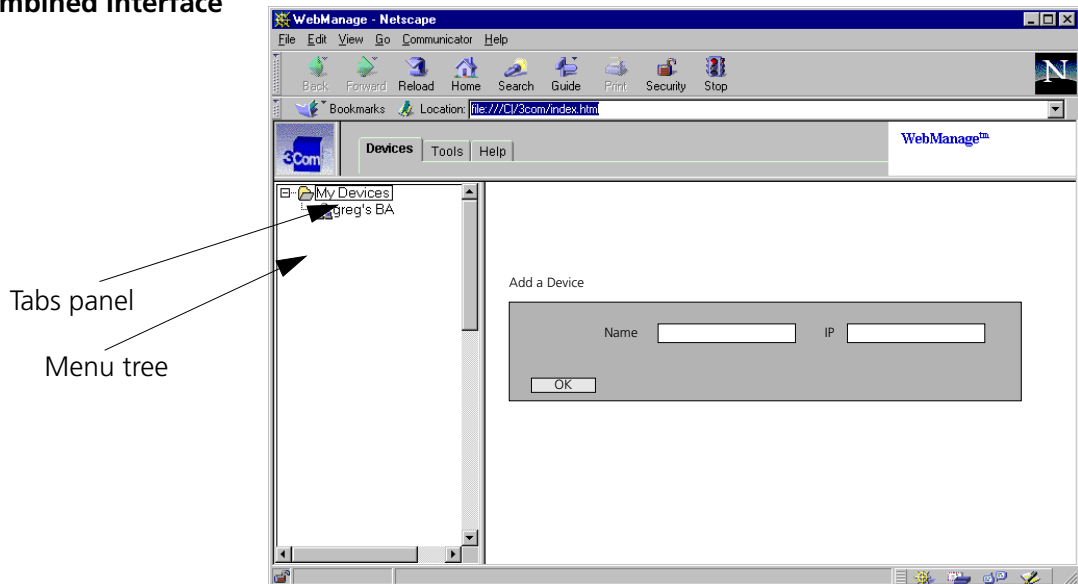 mbined Interface
WebManage - Netscape
File Edit View Go Communicator Help
Back Forward Reload Home Search Guide Print Security Stop
N
Bookmarks Location: file:///C|/3com/index.htm
3Com Devices Tools Help WebManage™
My Devices
greg's BA
Tabs panel
Menu tree
Add a Device
Name IP
OK